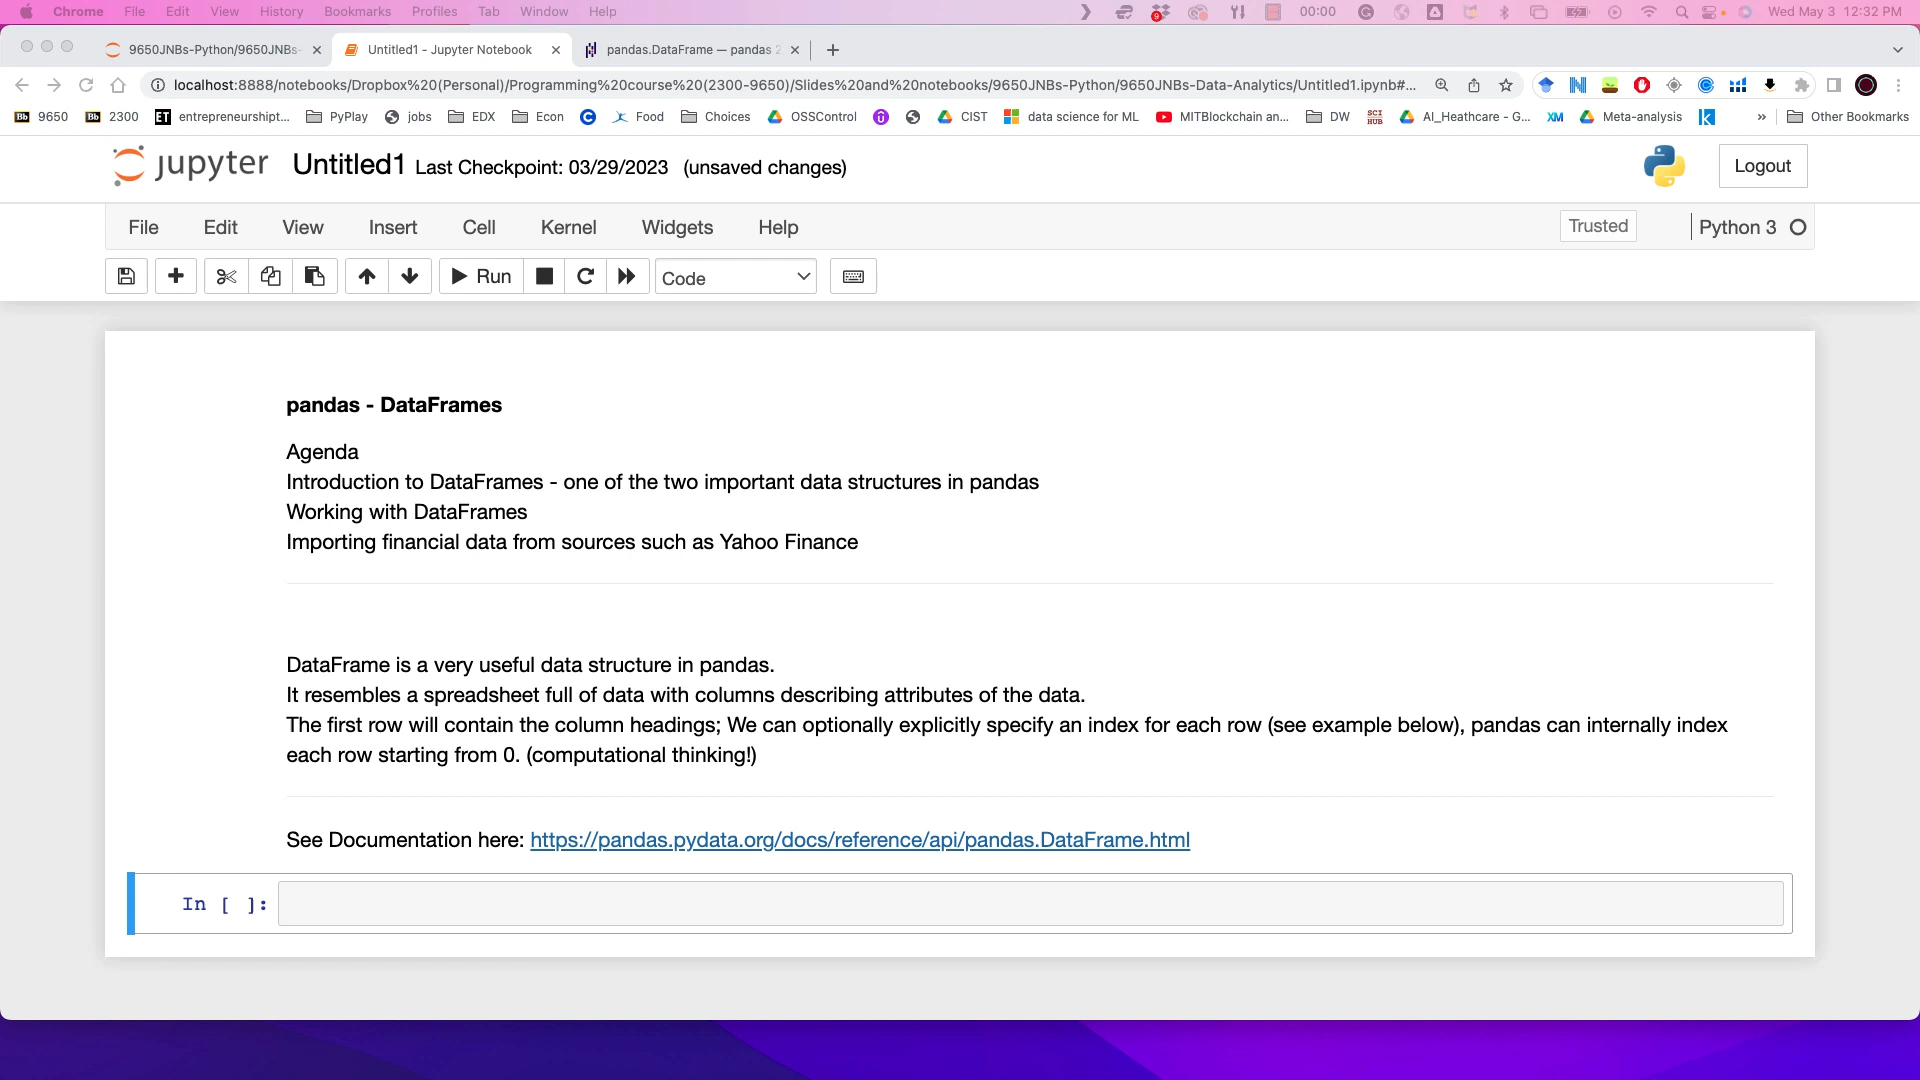 Chrome File Edit View History Bookmarks Profiles Tab Window Help 9 00:00 Wed May 3 12:32 PM
9650JNBs-Python/9650JNBs- Untitled1 - Jupyter Notebook pandas.DataFrame — pandas 2
localhost:8888/notebooks/Dropbox%20(Personal)/Programming%20course%20(2300-9650)/Slides%20and%20notebooks/9650JNBs-Python/9650JNBs-Data-Analytics/Untitled1.ipynb#...
Bb 9650 Bb 2300 ET entrepreneurshipt... PyPlay jobs EDX Econ Food Choices OSSControl CIST data science for ML MITBlockchain an... DW SCI HUB AI_Heathcare - G... XM Meta-analysis » Other Bookmarks
jupyter Untitled1 Last Checkpoint: 03/29/2023 (unsaved changes) Logout
File Edit View Insert Cell Kernel Widgets Help Trusted Python 3
Run Code
pandas - DataFrames
Agenda
Introduction to DataFrames - one of the two important data structures in pandas
Working with DataFrames
Importing financial data from sources such as Yahoo Finance
DataFrame is a very useful data structure in pandas.
It resembles a spreadsheet full of data with columns describing attributes of the data.
The first row will contain the column headings; We can optionally explicitly specify an index for each row (see example below), pandas can internally index
each row starting from 0. (computational thinking!)
See Documentation here: https://pandas.pydata.org/docs/reference/api/pandas.DataFrame.html
In [ ]: